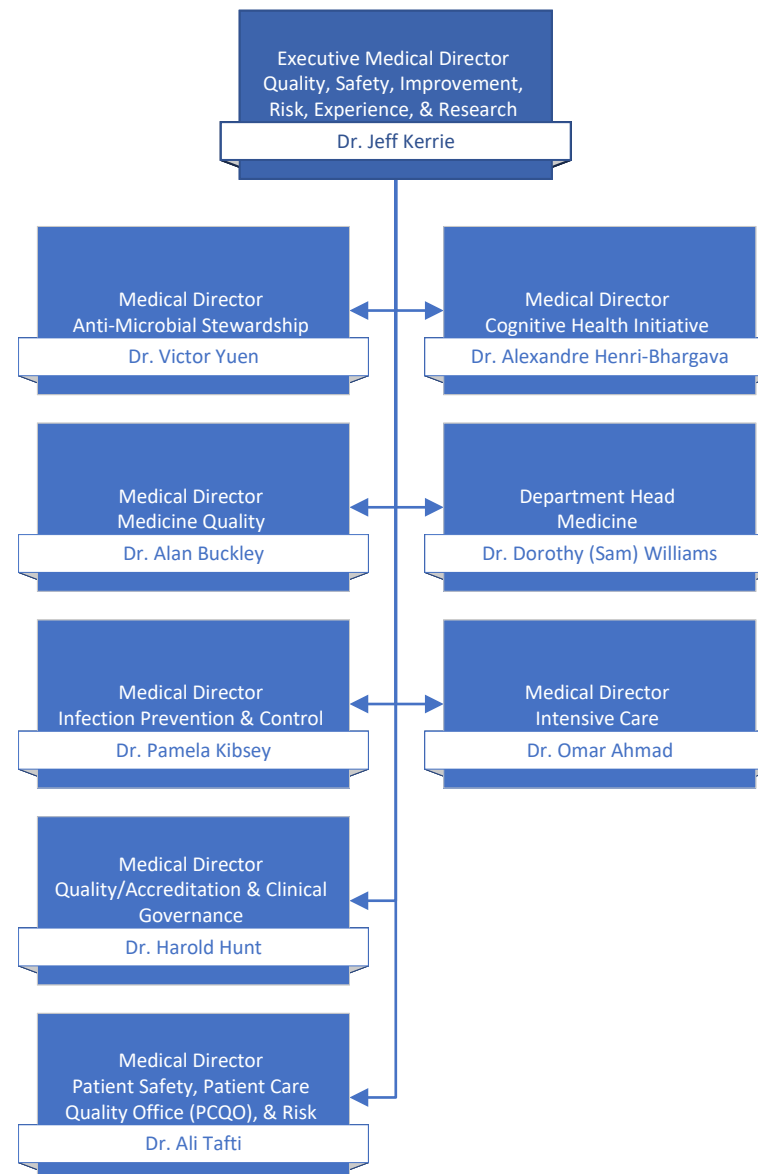 Executive Medical Director
Quality, Safety, Improvement,
Risk, Experience, & Research
Dr. Jeff Kerrie
Medical Director
Anti-Microbial Stewardship
Dr. Victor Yuen
Medical Director
Cognitive Health Initiative
Dr. Alexandre Henri-Bhargava
Medical Director
Medicine Quality
Dr. Alan Buckley
Department Head
Medicine
Dr. Dorothy (Sam) Williams
Medical Director
Infection Prevention & Control
Dr. Pamela Kibsey
Medical Director
Intensive Care
Dr. Omar Ahmad
Medical Director
Quality/Accreditation & Clinical
Governance
Dr. Harold Hunt
Medical Director
Patient Safety, Patient Care
Quality Office (PCQO), & Risk
Dr. Ali Tafti